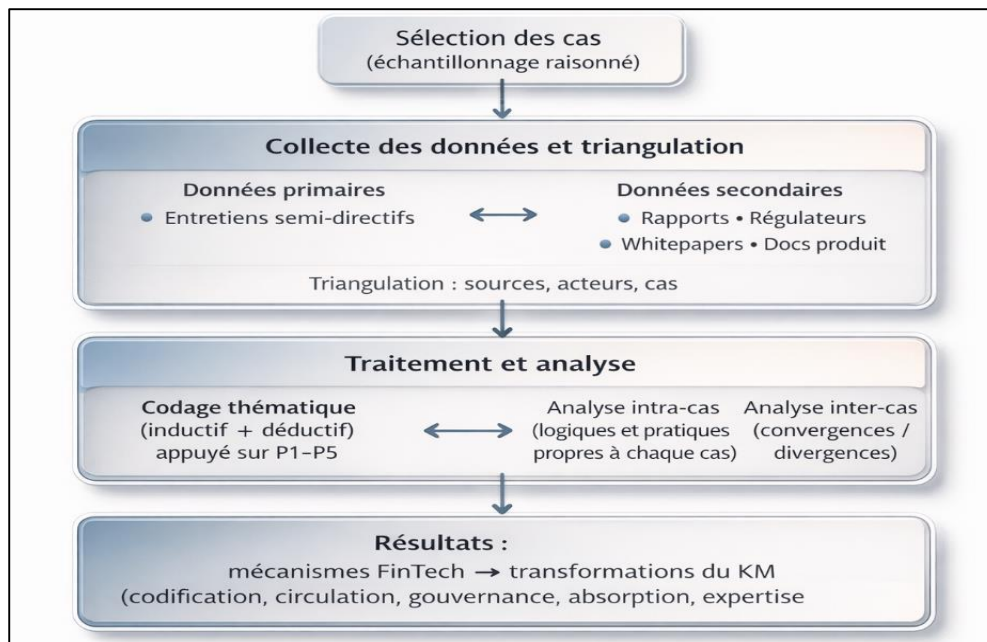 Sélection des cas
(échantillonnage raisonné)
Collecte des données et triangulation
Données primaires
• Entretiens semi-directifs
Données secondaires
• Rapports • Régulateurs
• Whitepapers • Docs produit
Triangulation : sources, acteurs, cas
Traitement et analyse
Codage thématique
(inductif + déductif)
appuyé sur P1–P5
Analyse intra-cas
(logiques et pratiques
propres à chaque cas)
Analyse inter-cas
(convergences /
divergences)
Résultats :
mécanismes FinTech → transformations du KM
(codification, circulation, gouvernance, absorption, expertise